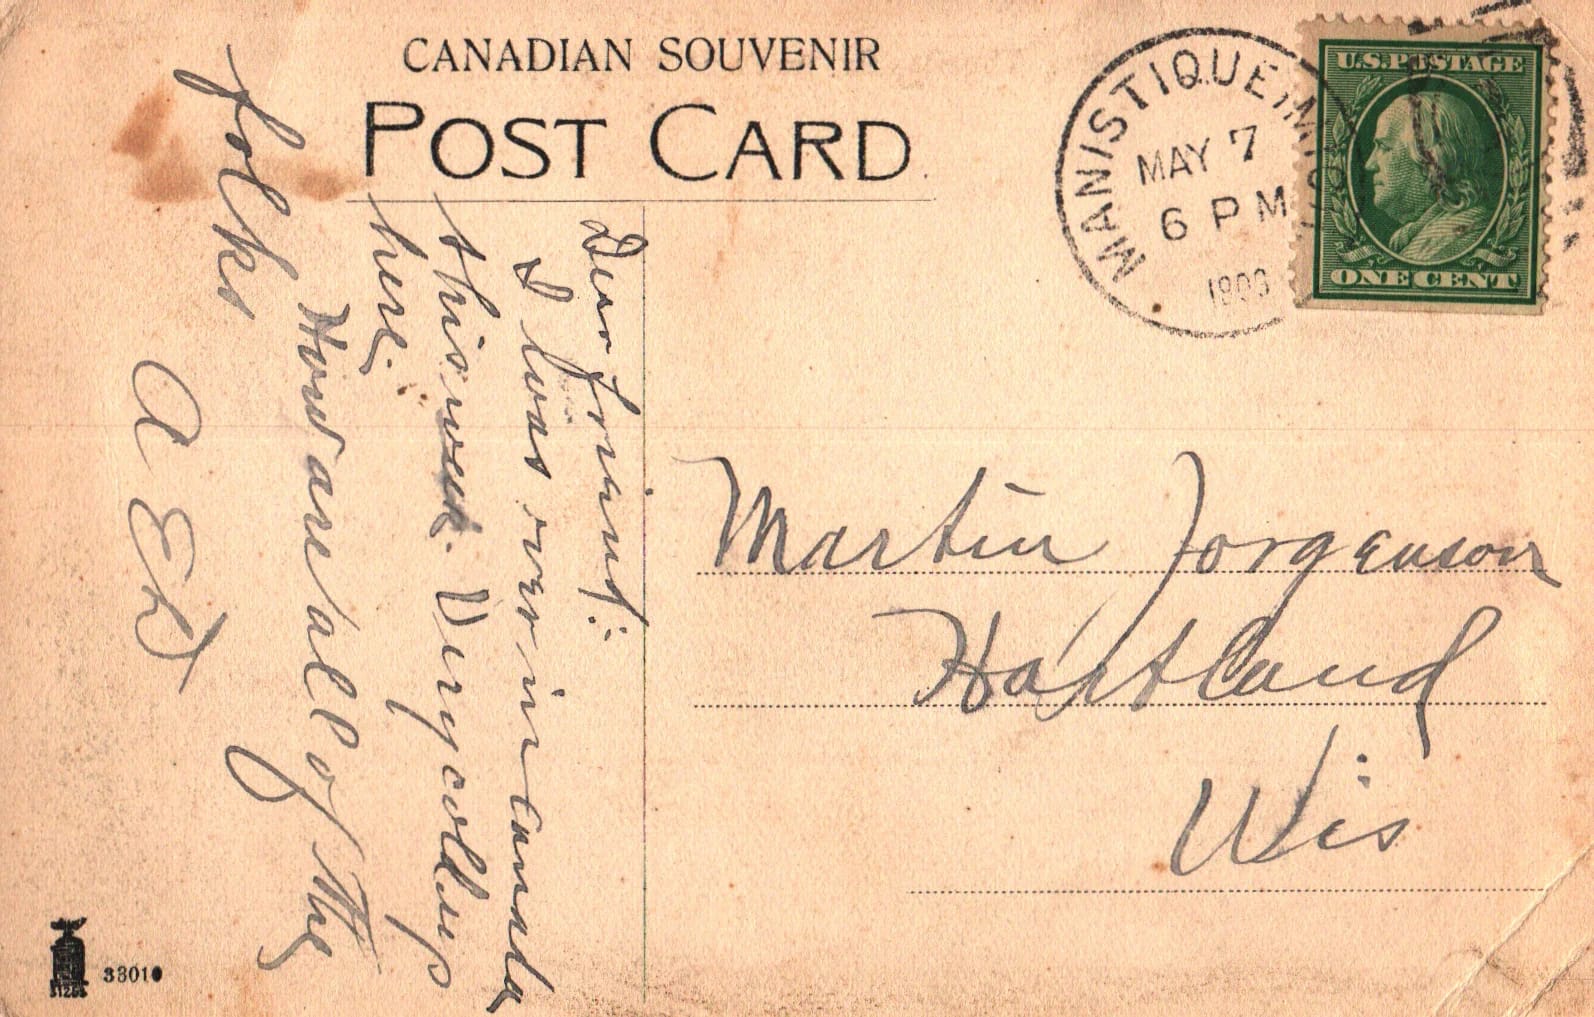 CANADIAN SOUVENIR
POST CARD
MANISTIQUE, MICH.
MAY 7
6 PM
U.S. POSTAGE
ONE CENT
Dear friend:
I was over in Canada
this week. Very cold up
here.
How are all of the
folks
Martin Jorgenson
Hartland
Wis
33010